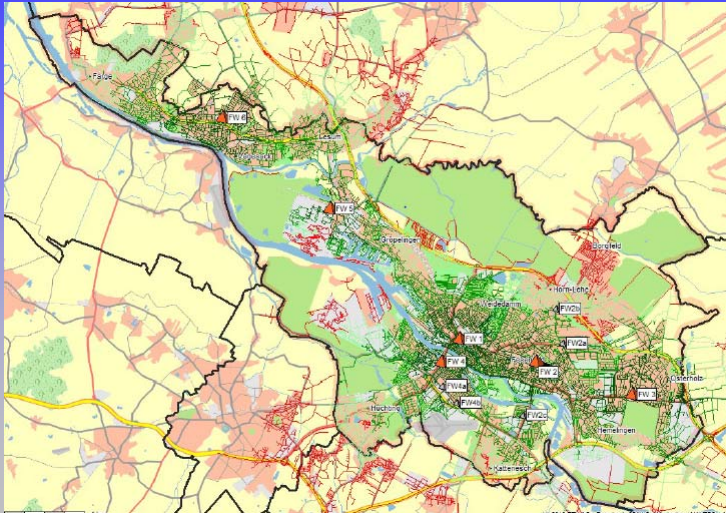 Farge
FW 6
FW 5
Gröpelingen
Borgfeld
Horn-Lehe
Weidedamm
FW2b
FW 1
FW2a
FW 4
FW 2
FW4a
FW 3
Osterholz
FW4b
Huchting
FW2c
Hemelingen
Kattenesch